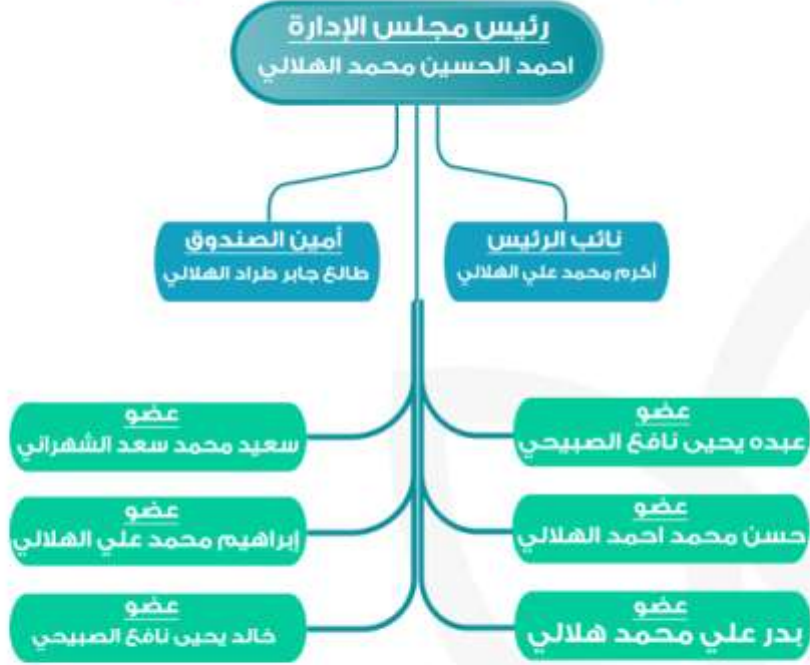 رئيس مجلس الإدارة
احمد الحسين محمد الهلالي
نائب الرئيس
أكرم محمد علي الهلالي
أمين الصندوق
طالع جابر طراد الهلالي
عضو
عبده يحيى نافع الصبيحي
عضو
سعيد محمد سعد الشهراني
عضو
حسن محمد احمد الهلالي
عضو
إبراهيم محمد علي الهلالي
عضو
بدر علي محمد هلالي
عضو
خالد يحيى نافع الصبيحي